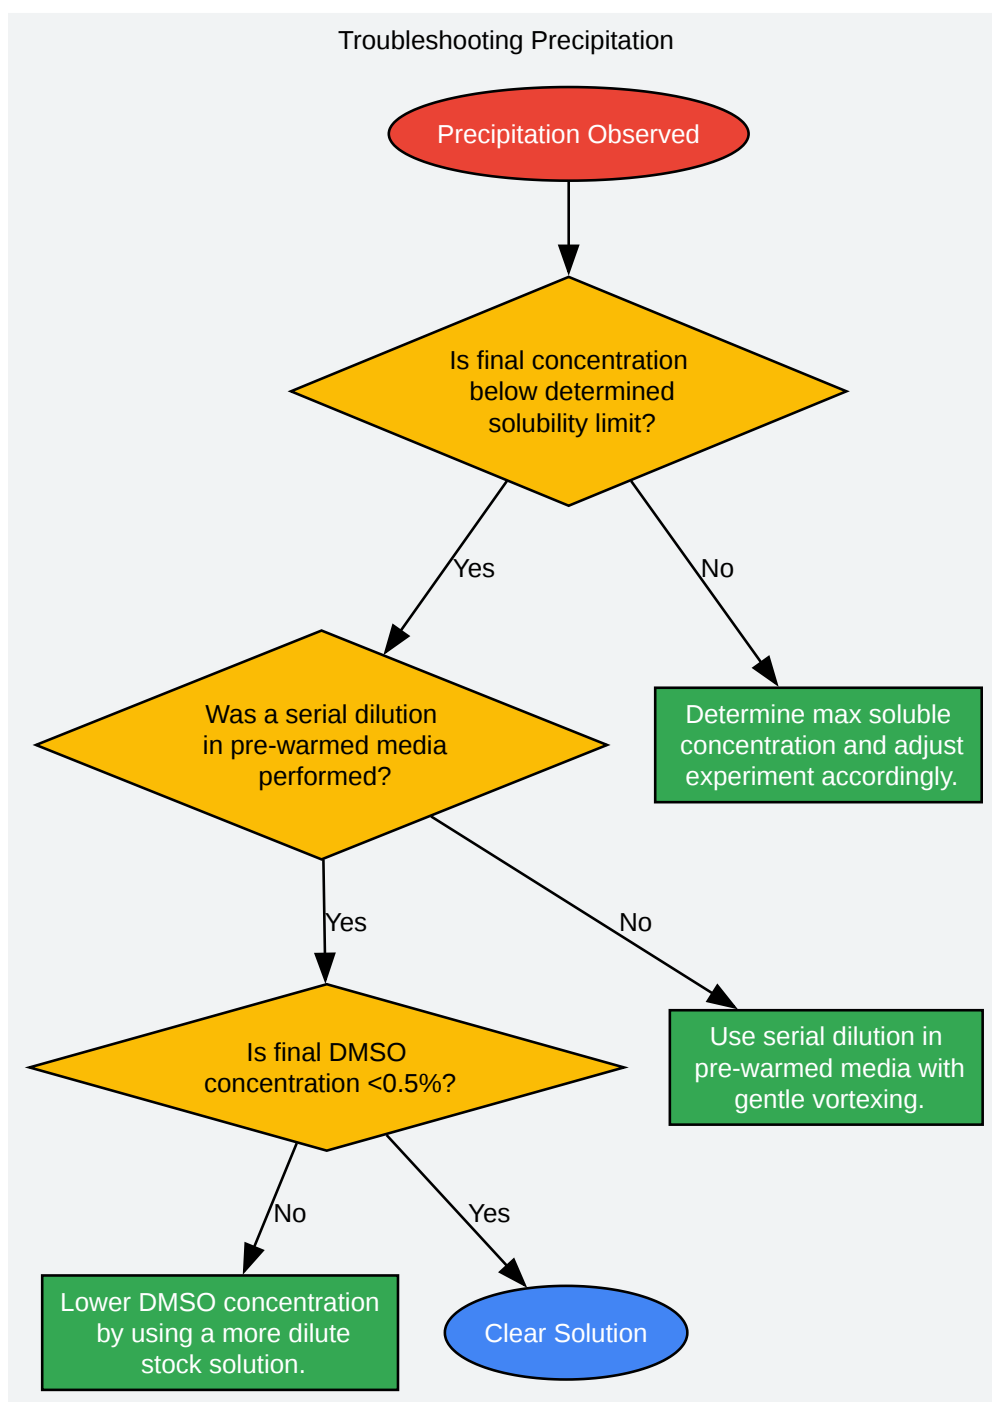 Troubleshooting Precipitation
Precipitation Observed
Is final concentration
below determined
solubility limit?
Yes
No
Was a serial dilution
in pre-warmed media
performed?
Determine max soluble
concentration and adjust
experiment accordingly.
Yes
No
Is final DMSO
concentration <0.5%?
Use serial dilution in
pre-warmed media with
gentle vortexing.
No
Yes
Lower DMSO concentration
by using a more dilute
stock solution.
Clear Solution